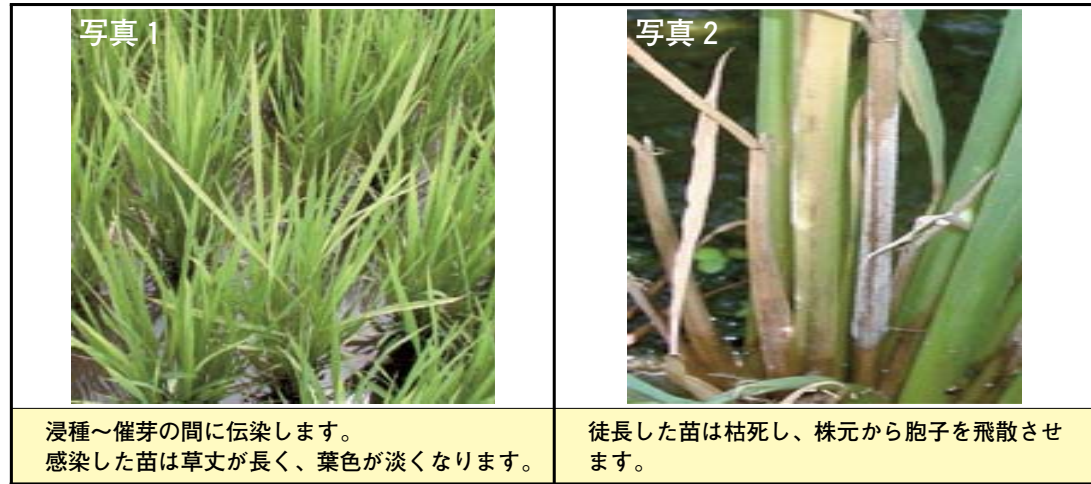 写真 1
浸種～催芽の間に伝染します。
感染した苗は草丈が長く、葉色が淡くなります。
写真 2
徒長した苗は枯死し、株元から胞子を飛散させ
ます。